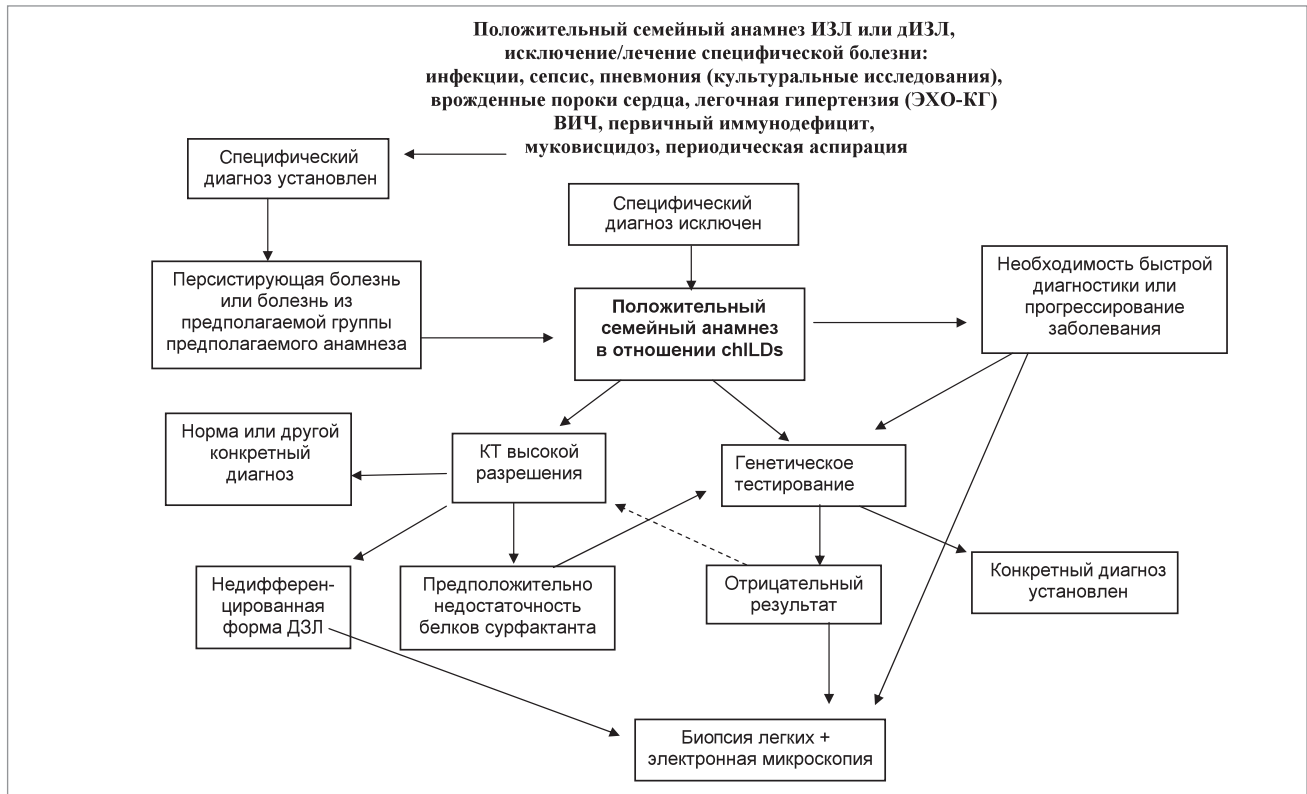 Положительный семейный анамнез ИЗЛ или дИЗЛ,
исключение/лечение специфической болезни:
инфекции, сепсис, пневмония (культуральные исследования),
врожденные пороки сердца, легочная гипертензия (ЭХО-КГ)
ВИЧ, первичный иммунодефицит,
муковисцидоз, периодическая аспирация
Специфический
диагноз установлен
Специфический
диагноз исключен
Персистирующая болезнь
или болезнь из
предполагаемой группы
предполагаемого анамнеза
Положительный
семейный анамнез
в отношении chILDs
Необходимость быстрой
диагностики или
прогрессирование
заболевания
Норма или другой
конкретный
диагноз
КТ высокой
разрешения
Генетическое
тестирование
Недифферен-
цированная
форма ДЗЛ
Предположительно
недостаточность
белков сурфактанта
Отрицательный
результат
Конкретный диагноз
установлен
Биопсия легких +
электронная микроскопия